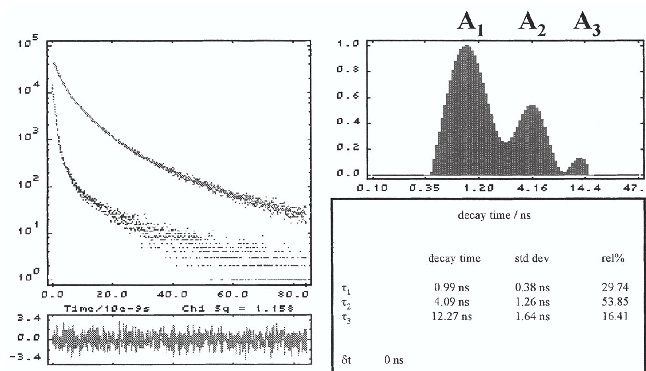 A1 A2 A3
10^5
10^4
10^3
10^2
10^1
10^0
0.0 20.0 40.0 60.0 80.0
Time/10e-9s Chi Sq = 1.158
3.4
0.0
-3.4
1.0
0.8
0.6
0.4
0.2
0.0
0.10 0.35 1.20 4.16 14.4 47.
decay time / ns
decay time std dev rel%
τ1 0.99 ns 0.38 ns 29.74
τ2 4.09 ns 1.26 ns 53.85
τ3 12.27 ns 1.64 ns 16.41
δt 0 ns